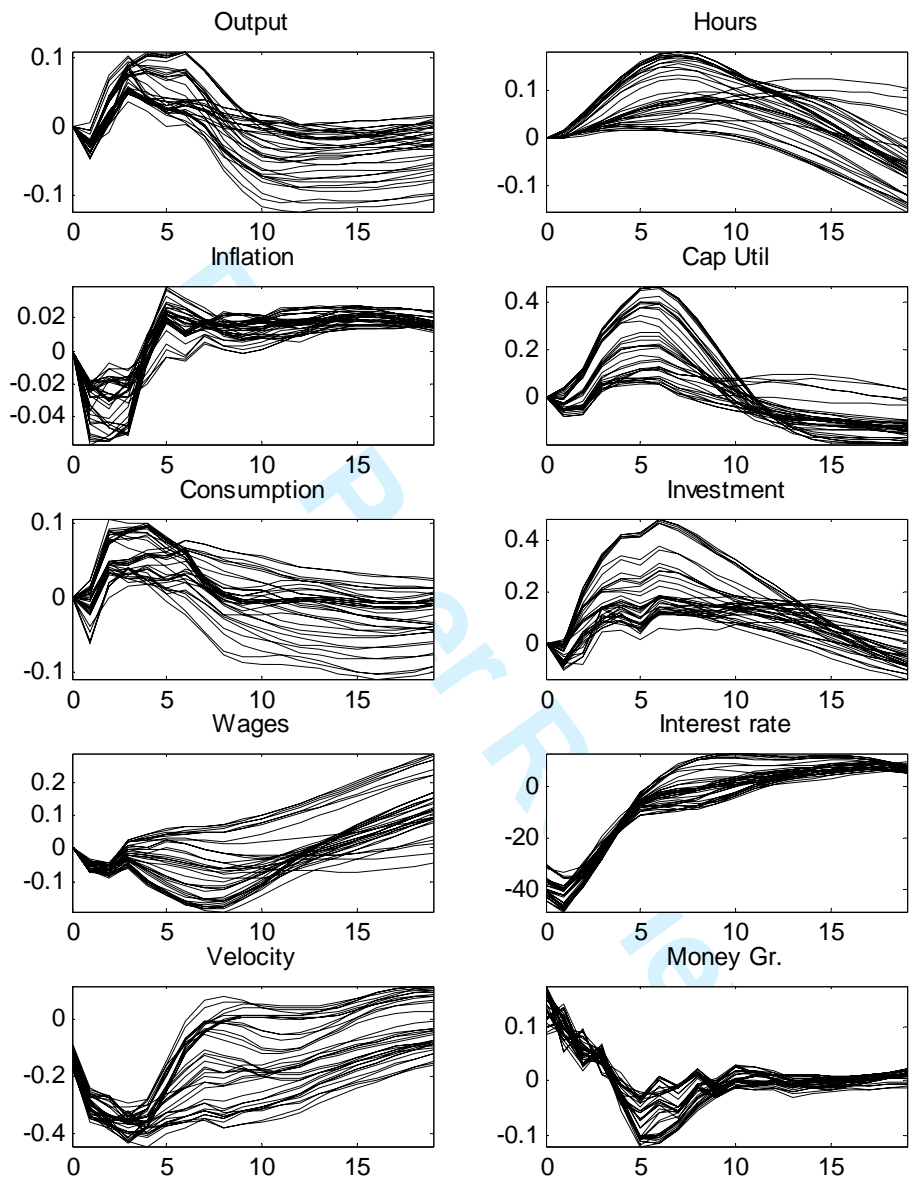 Output
0.1
0
-0.1
0 5 10 15
Hours
0.1
0
-0.1
0 5 10 15
Inflation
0.02
0
-0.02
-0.04
0 5 10 15
Cap Util
0.4
0.2
0
0 5 10 15
Consumption
0.1
0
-0.1
0 5 10 15
Investment
0.4
0.2
0
0 5 10 15
Wages
0.2
0.1
0
-0.1
0 5 10 15
Interest rate
0
-20
-40
0 5 10 15
Velocity
0
-0.2
-0.4
0 5 10 15
Money Gr.
0.1
0
-0.1
0 5 10 15